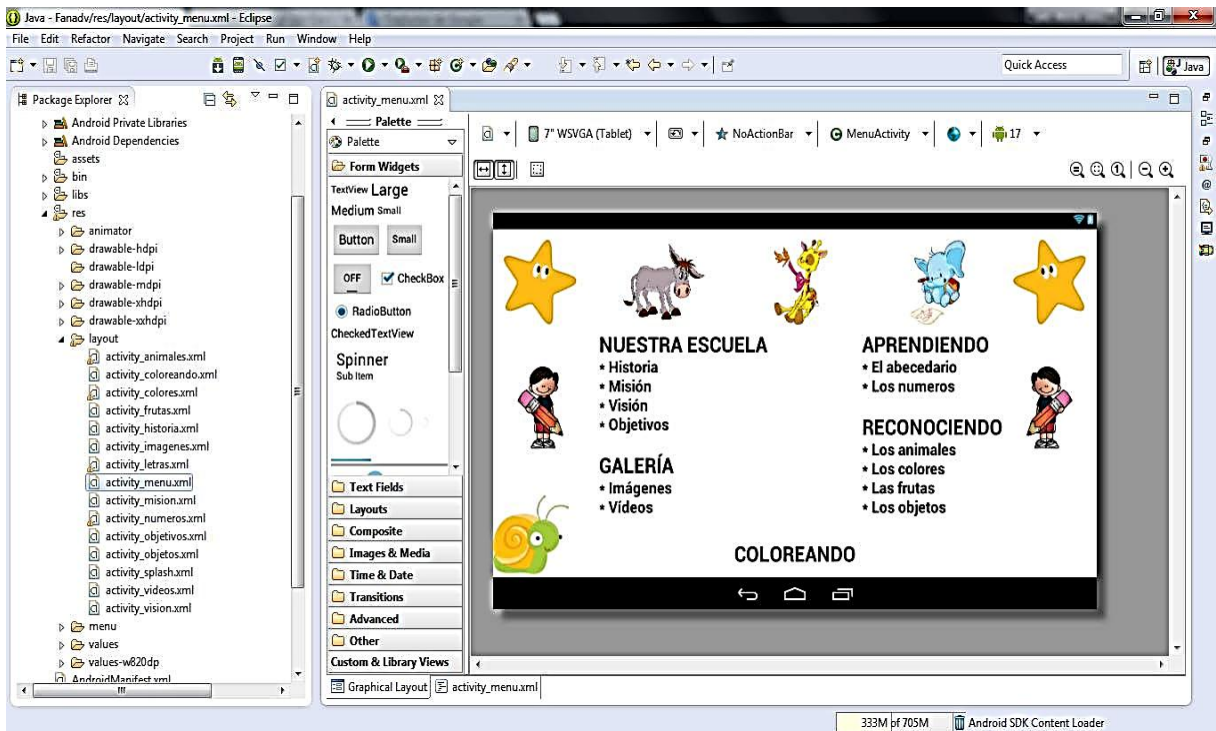 Java - Fanadv/res/layout/activity_menu.xml - Eclipse
File Edit Refactor Navigate Search Project Run Window Help
Quick Access
Java
Package Explorer
Android Private Libraries
Android Dependencies
assets
bin
libs
res
animator
drawable-hdpi
drawable-ldpi
drawable-mdpi
drawable-xhdpi
drawable-xxhdpi
layout
activity_animales.xml
activity_coloreando.xml
activity_colores.xml
activity_frutas.xml
activity_historia.xml
activity_imagenes.xml
activity_letras.xml
activity_menu.xml
activity_mision.xml
activity_numeros.xml
activity_objetivos.xml
activity_objetos.xml
activity_splash.xml
activity_videos.xml
activity_vision.xml
menu
values
values-w820dp
AndroidManifest.xml
activity_menu.xml
Palette
Palette
Form Widgets
TextView Large
Medium Small
Button Small
OFF CheckBox
RadioButton
CheckedTextView
Spinner
Sub Item
Text Fields
Layouts
Composite
Images & Media
Time & Date
Transitions
Advanced
Other
Custom & Library Views
7" WSVGA (Tablet) NoActionBar MenuActivity 17
NUESTRA ESCUELA
* Historia
* Misión
* Visión
* Objetivos
GALERÍA
* Imágenes
* Vídeos
APRENDIENDO
* El abecedario
* Los numeros
RECONOCIENDO
* Los animales
* Los colores
* Las frutas
* Los objetos
COLOREANDO
Graphical Layout activity_menu.xml
333M of 705M Android SDK Content Loader